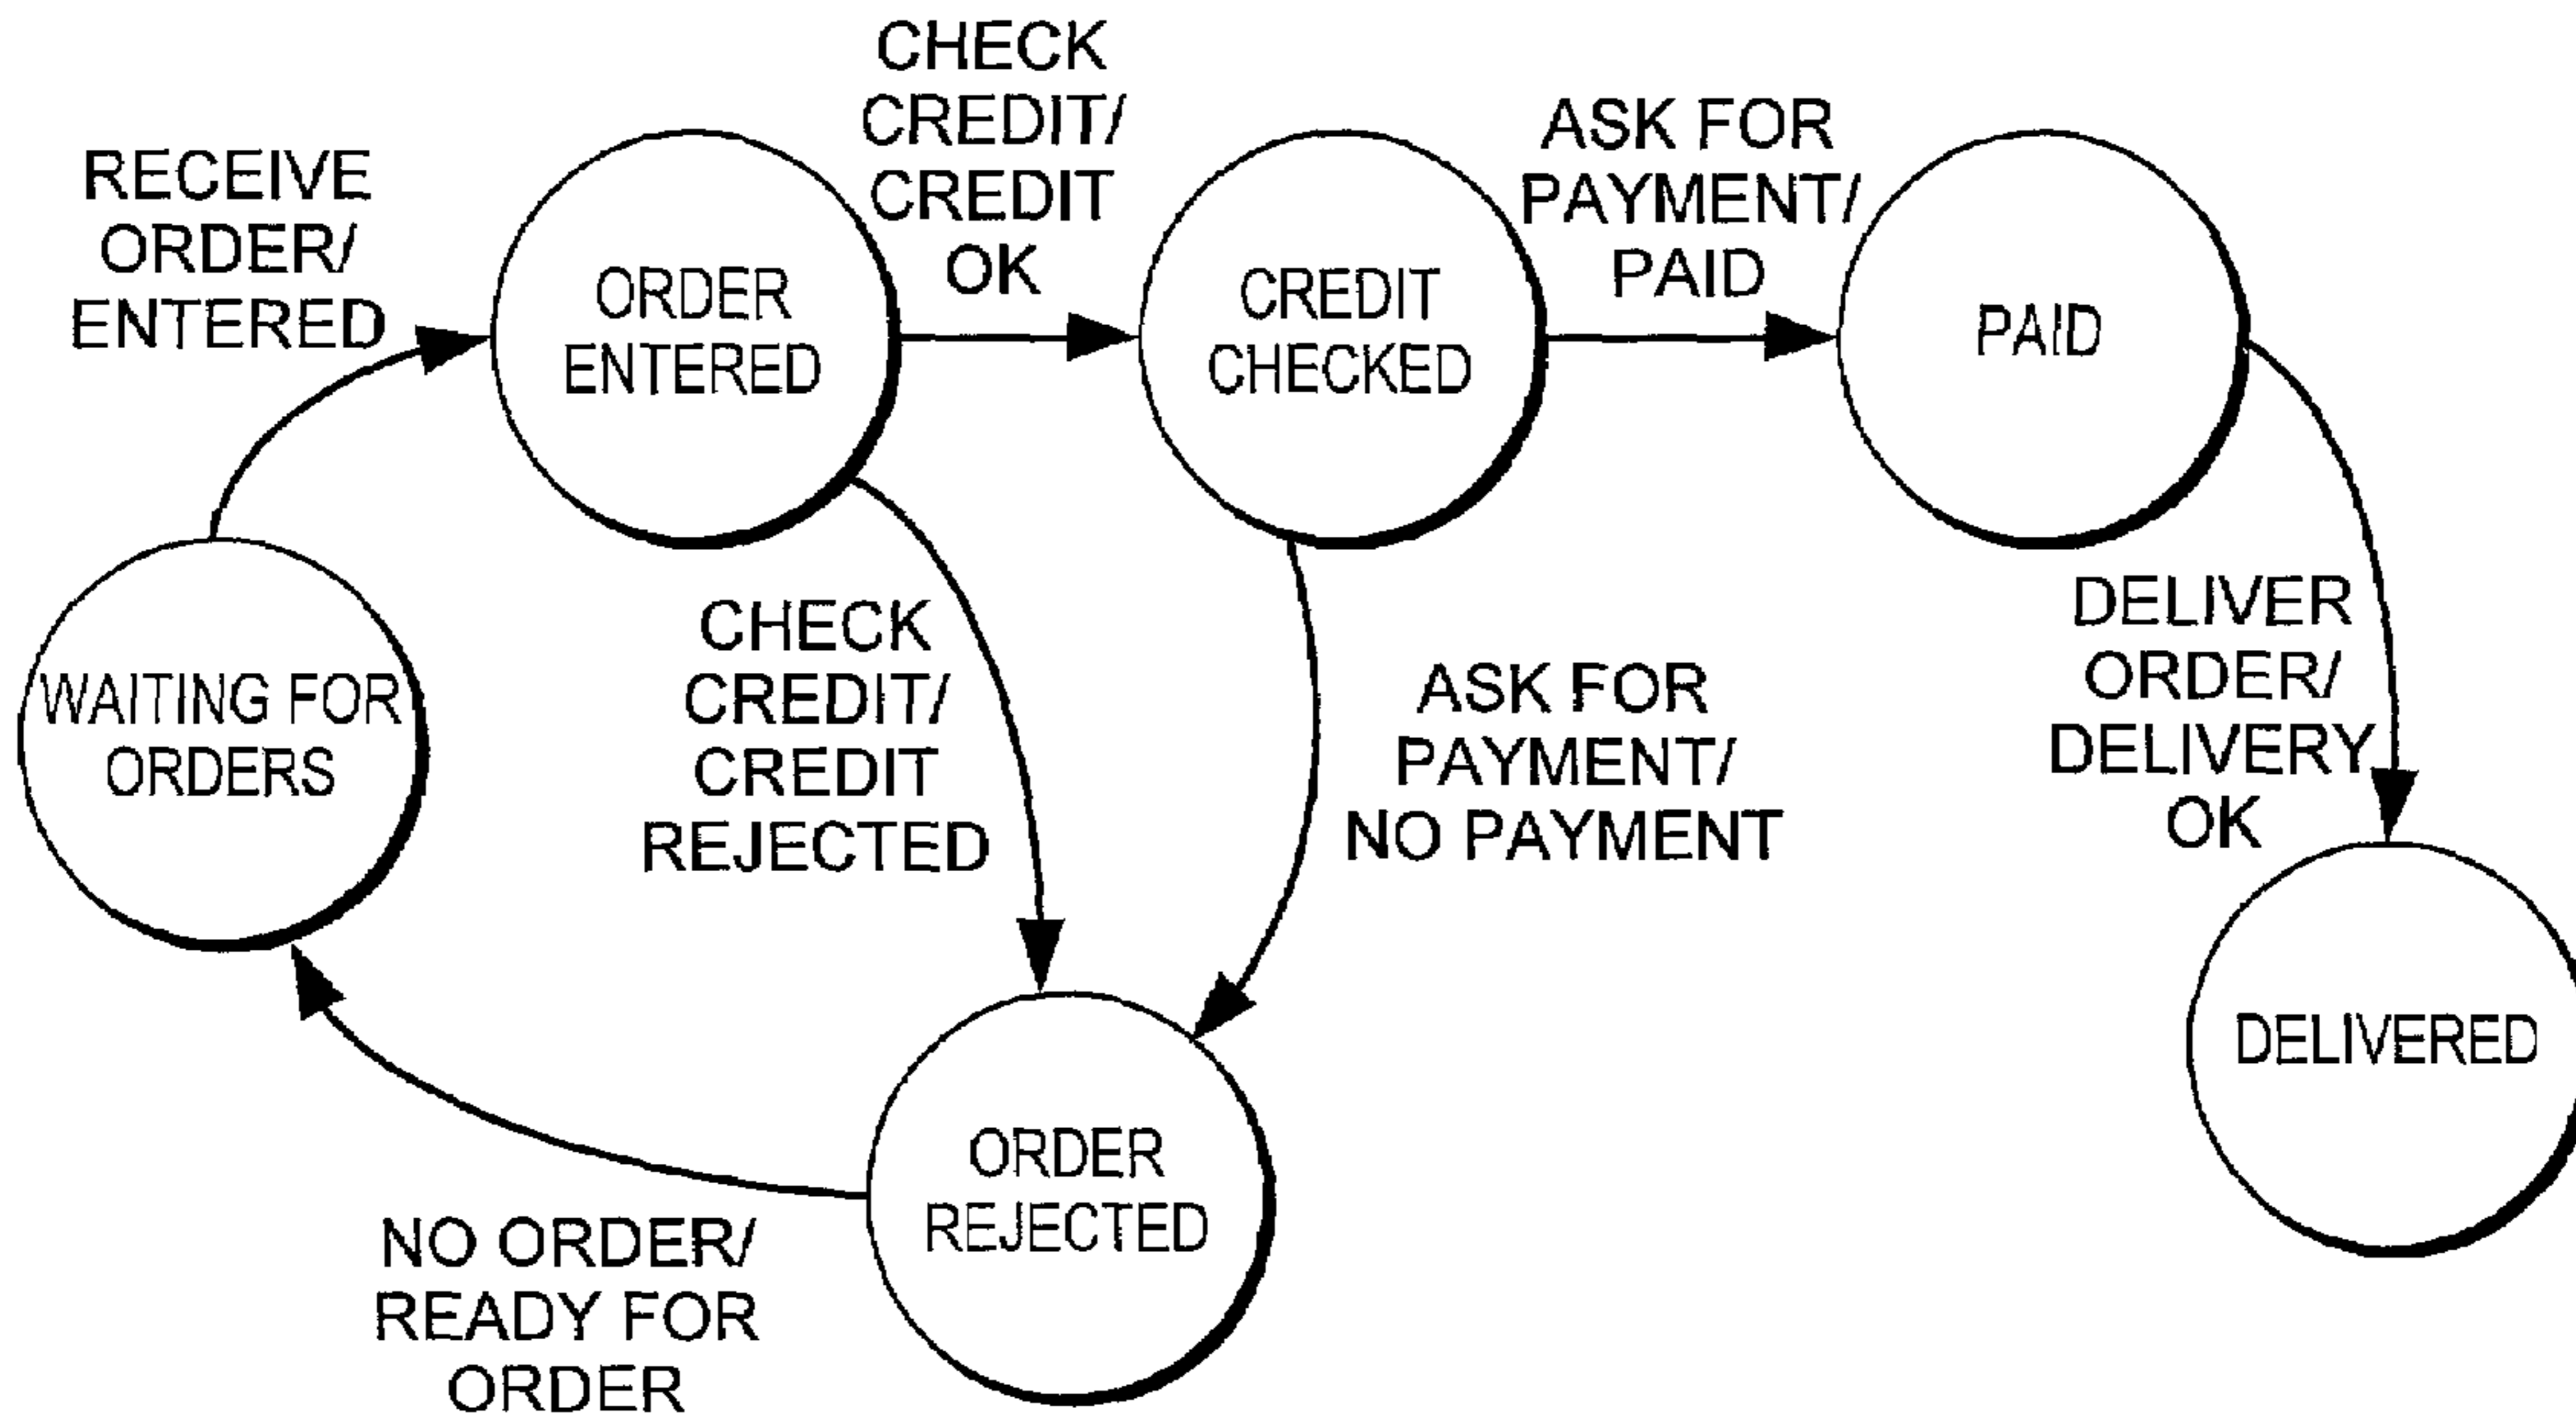 RECEIVE
ORDER/
ENTERED
ORDER
ENTERED
CHECK
CREDIT/
CREDIT
OK
CREDIT
CHECKED
ASK FOR
PAYMENT/
PAID
PAID
WAITING FOR
ORDERS
CHECK
CREDIT/
CREDIT
REJECTED
ASK FOR
PAYMENT/
NO PAYMENT
DELIVER
ORDER/
DELIVERY
OK
DELIVERED
ORDER
REJECTED
NO ORDER/
READY FOR
ORDER